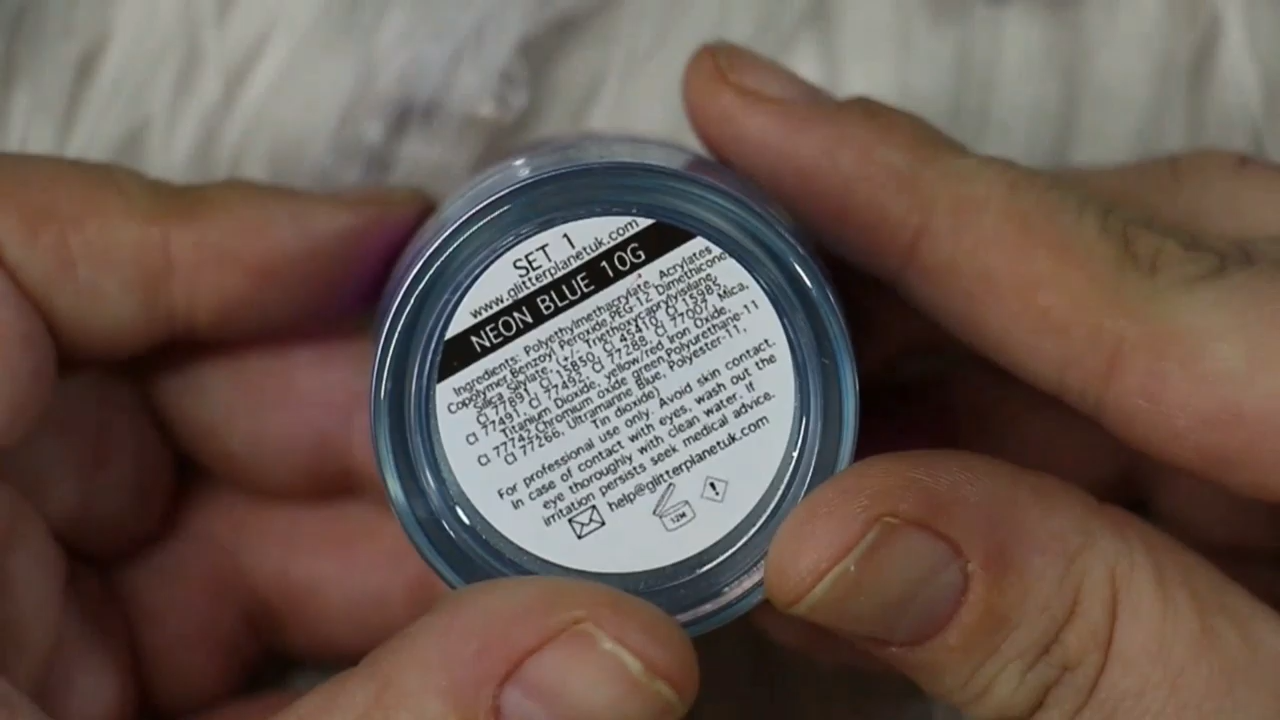 SET 1
www.glitterplanetuk.com
NEON BLUE 10G
Ingredients: Polyethylmethacrylate, Acrylates
Copolymer, Benzoyl Peroxide, PEG-12 Dimethicone,
Silica Silylate, (+/- Triethoxycaprylylsilane,
CI 77891, CI 15850, CI 45410, CI 15985,
CI 77491, CI 77492, CI 77288, CI 77007, Mica,
Titanium Dioxide, yellow/red Iron Oxide,
CI 77742, Chromium oxide green, Polyurethane-11
CI 77266, Ultramarine Blue, Polyester-11,
Tin dioxide)
For professional use only. Avoid skin contact.
In case of contact with eyes, wash out the
eye thoroughly with clean water. If
irritation persists seek medical advice.
help@glitterplanetuk.com
12M